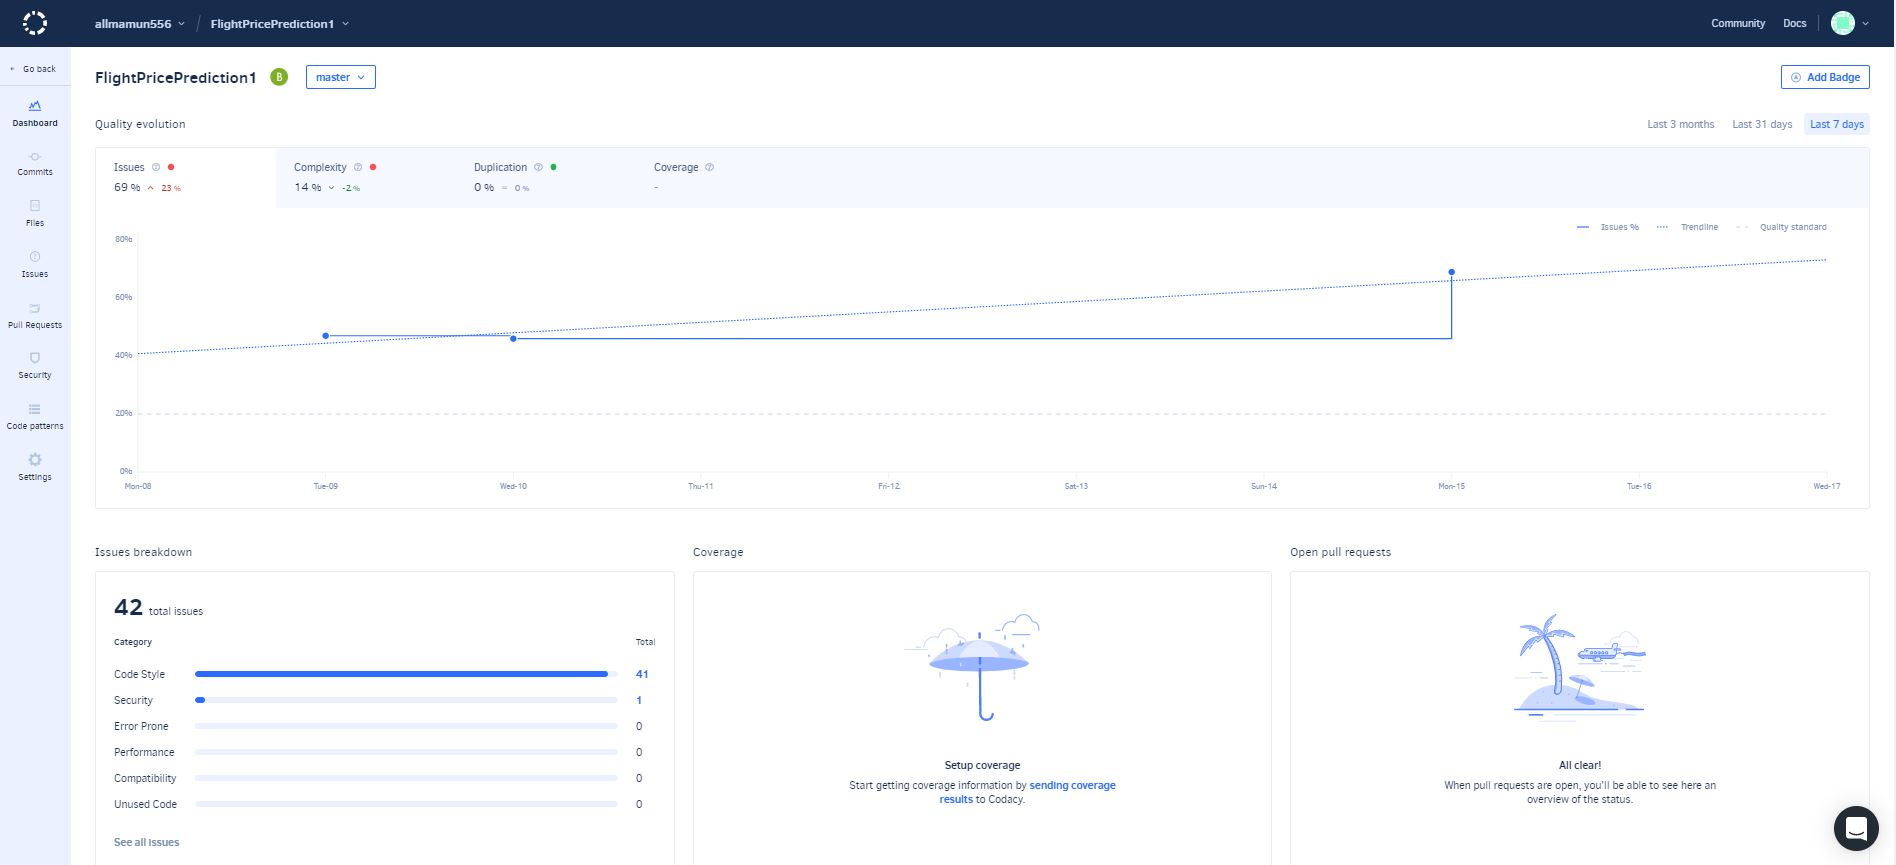 allmamun556 / FlightPricePrediction1
Community Docs
Go back
Dashboard
Commits
Files
Issues
Pull Requests
Security
Code patterns
Settings
FlightPricePrediction1 B master
Add Badge
Quality evolution
Last 3 months Last 31 days Last 7 days
Issues Complexity Duplication Coverage
69 % 23 % 14 % -2 % 0 % = 0 % -
Issues % Trendline Quality standard
80%
60%
40%
20%
0%
Mon-08 Tue-09 Wed-10 Thu-11 Fri-12 Sat-13 Sun-14 Mon-15 Tue-16 Wed-17
Issues breakdown
42 total issues
Category Total
Code Style 41
Security 1
Error Prone 0
Performance 0
Compatibility 0
Unused Code 0
See all issues
Coverage
Setup coverage
Start getting coverage information by sending coverage
results to Codacy.
Open pull requests
All clear!
When pull requests are open, you'll be able to see here an
overview of the status.